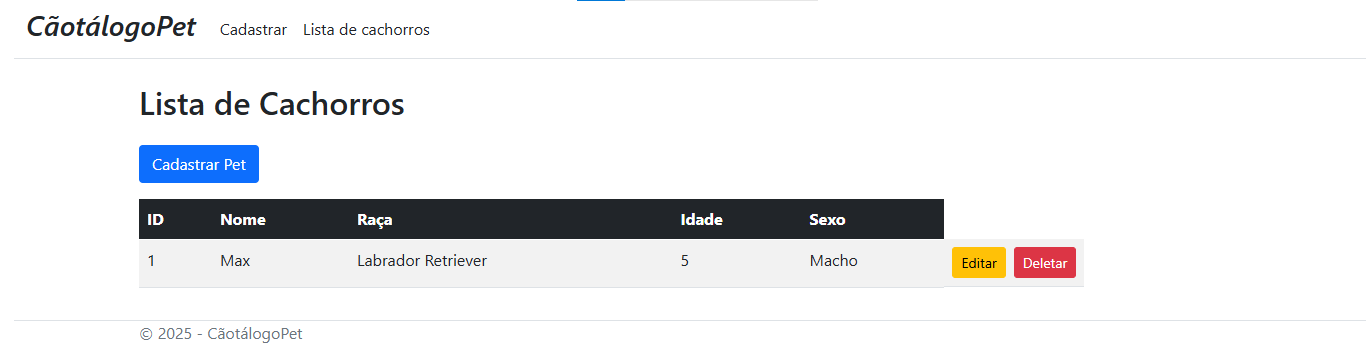 CãotálogoPet Cadastrar Lista de cachorros
Lista de Cachorros
Cadastrar Pet
ID Nome Raça Idade Sexo
1 Max Labrador Retriever 5 Macho Editar Deletar
© 2025 - CãotálogoPet